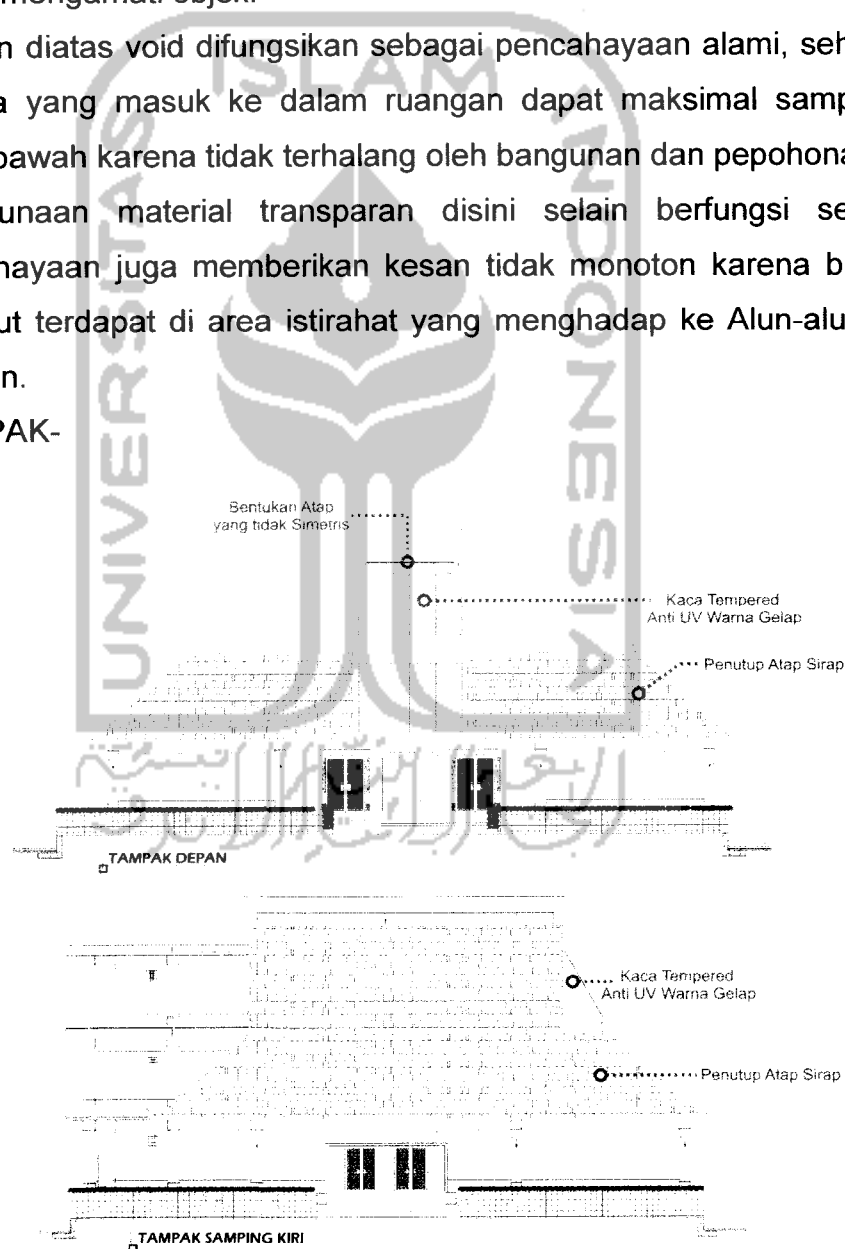 mengamati objek.
n diatas void difungsikan sebagai pencahayaan alami, seh
a yang masuk ke dalam ruangan dapat maksimal samp
bawah karena tidak terhalang oleh bangunan dan pepohona
unaan material transparan disini selain berfungsi se
hayaan juga memberikan kesan tidak monoton karena b
ut terdapat di area istirahat yang menghadap ke Alun-alu
n.
PAK-
ISLAM
UNIVERSITAS
INDONESIA
Bentukan Atap
yang tidak Simetris
Kaca Tempered
Anti UV Warna Gelap
Penutup Atap Sirap
TAMPAK DEPAN
Kaca Tempered
Anti UV Warna Gelap
Penutup Atap Sirap
TAMPAK SAMPING KIRI